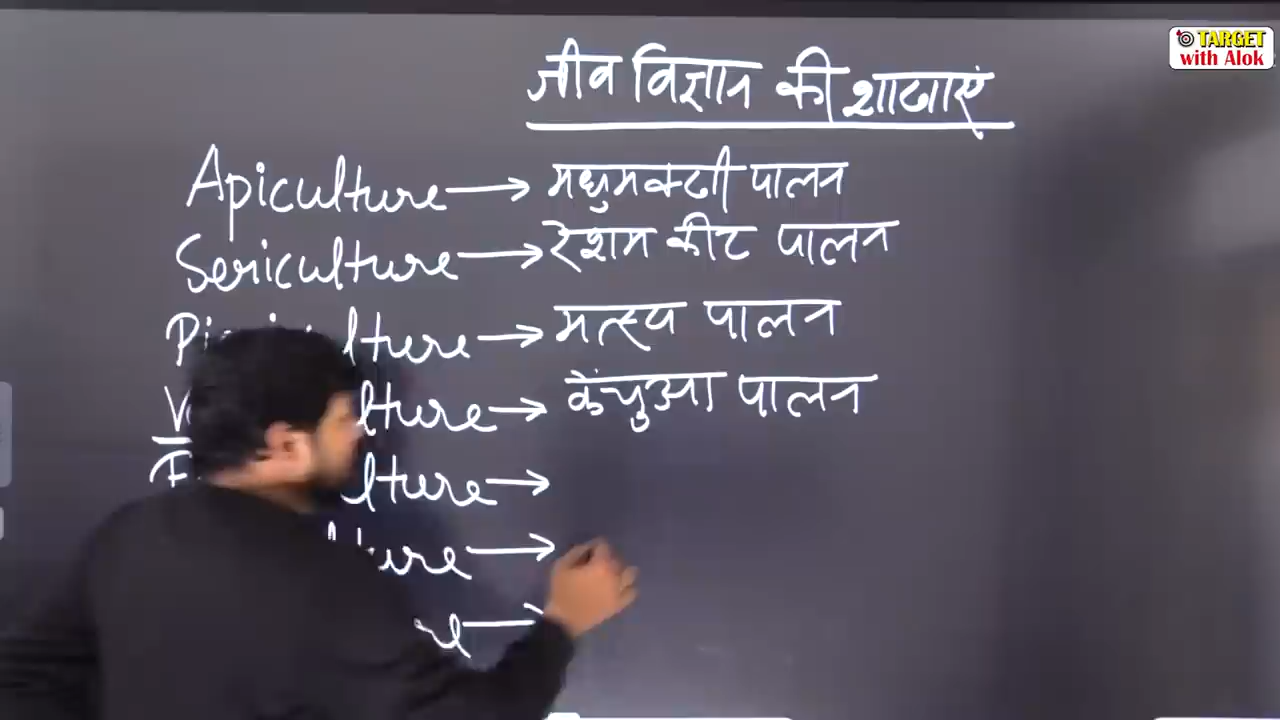 TARGET
with Alok
जीव विज्ञान की शाखाएं
Apiculture → मधुमक्खी पालन
Sericulture → रेशम कीट पालन
→ मत्स्य पालन
→ केंचुआ पालन
→
→
→